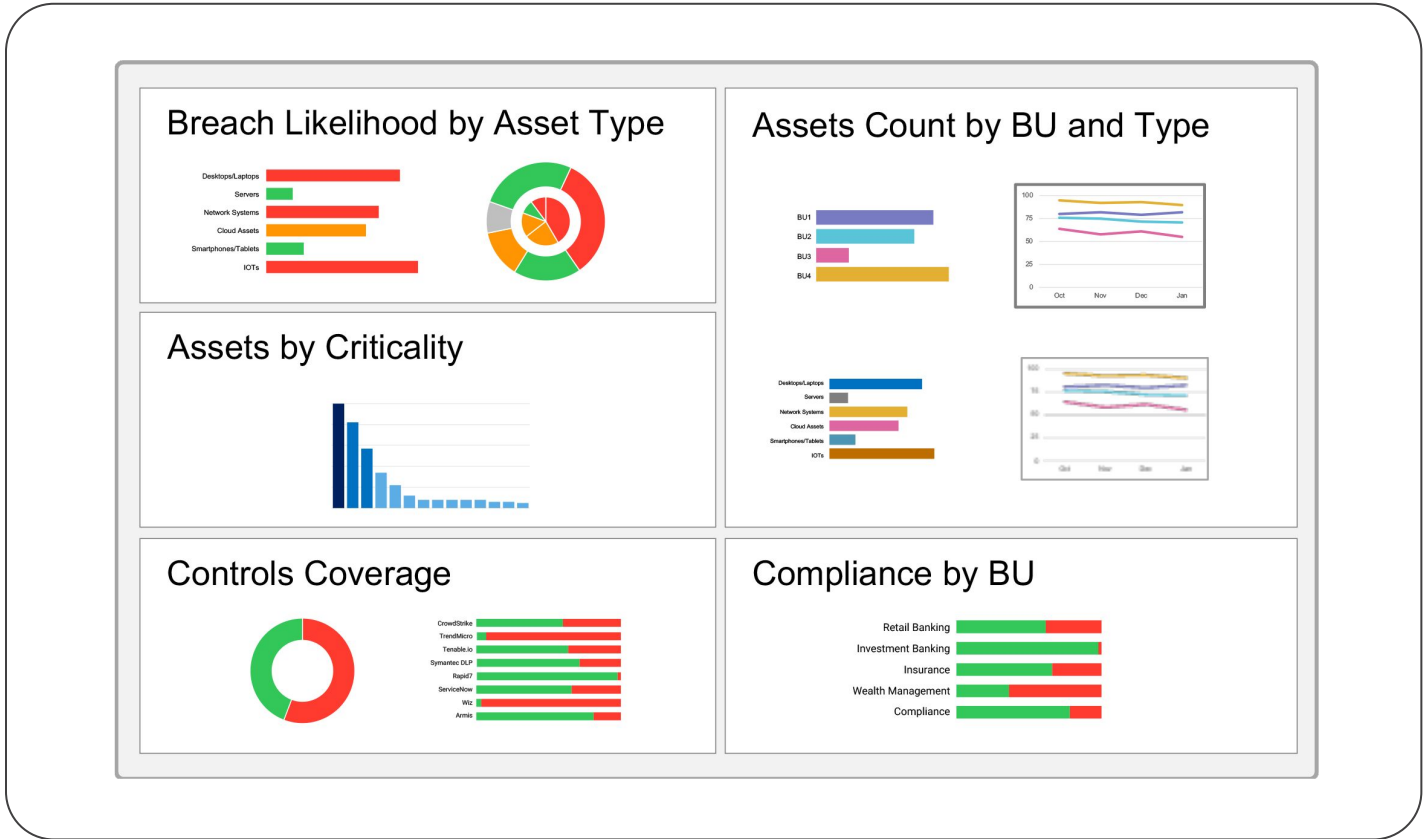 Breach Likelihood by Asset Type
Desktops/Laptops
Servers
Network Systems
Cloud Assets
Smartphones/Tablets
IOTs
Assets by Criticality
Controls Coverage
CrowdStrike
TrendMicro
Tenable.io
Symantec DLP
Rapid7
ServiceNow
Wiz
Armis
Assets Count by BU and Type
BU1
BU2
BU3
BU4
100
75
50
25
0
Oct Nov Dec Jan
Desktops/Laptops
Servers
Network Systems
Cloud Assets
Smartphones/Tablets
IOTs
Compliance by BU
Retail Banking
Investment Banking
Insurance
Wealth Management
Compliance